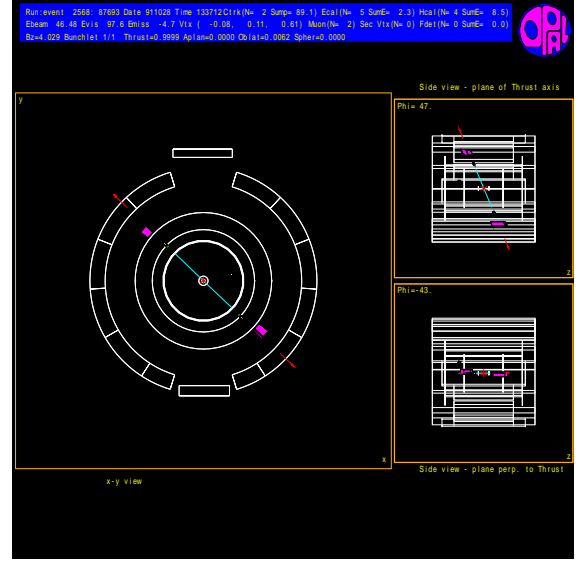 Run:event 2568: 87693 Date 911028 Time 133712 Ctrk(N= 2 Sump= 89.1) Ecal(N= 5 SumE= 2.3) Hcal(N= 4 SumE= 8.5)
Ebeam 46.48 Evis 97.6 Emiss -4.7 Vtx ( -0.08, 0.11, 0.61) Muon(N= 2) Sec Vtx(N= 0) Fdet(N= 0 SumE= 0.0)
Bz=4.029 Bunchlet 1/1 Thrust=0.9999 Aplan=0.0000 Oblat=0.0062 Spher=0.0000
OPAL
Side view - plane of Thrust axis
y
Phi= 47.
z
Phi=-43.
x
z
Side view - plane perp. to Thrust
x-y view